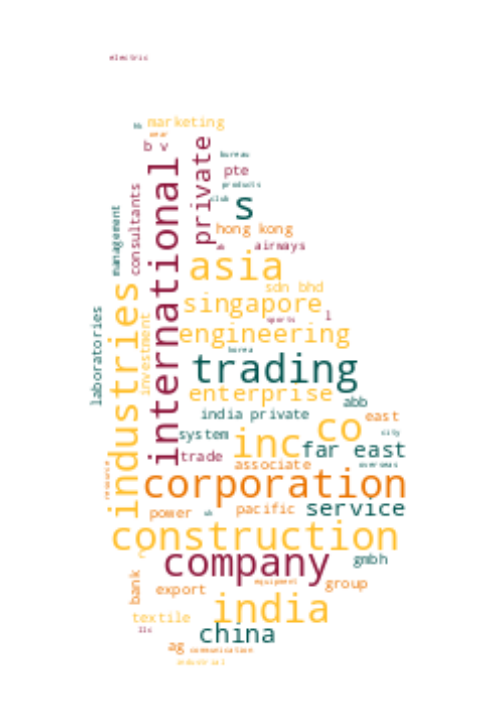 electric
marketing
wear
b v
bureau
private
pte
products
club
s
consultants
management
hong kong
airways
international
asia
sdn bhd
industries
singapore
l
sports
laboratories
investment
engineering
korea
trading
enterprise
abb
india private
east
co
system
city
inc
far east
trade
associate
overseas
resource
corporation
power
uk
pacific
service
construction
company
gmbh
bank
equipment
group
export
india
textile
llc
china
ag
communication
industrial